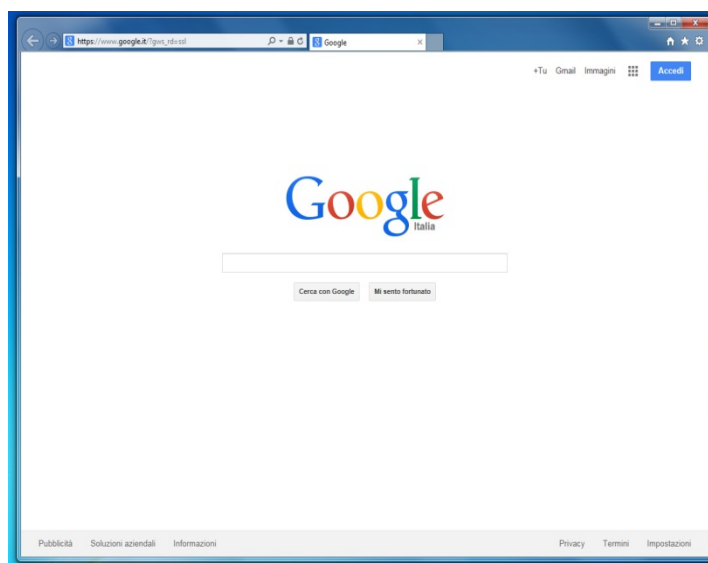 https://www.google.it/?gws_rd=ssl
Google
+Tu Gmail Immagini
Accedi
Google
Italia
Cerca con Google Mi sento fortunato
Pubblicità Soluzioni aziendali Informazioni Privacy Termini Impostazioni